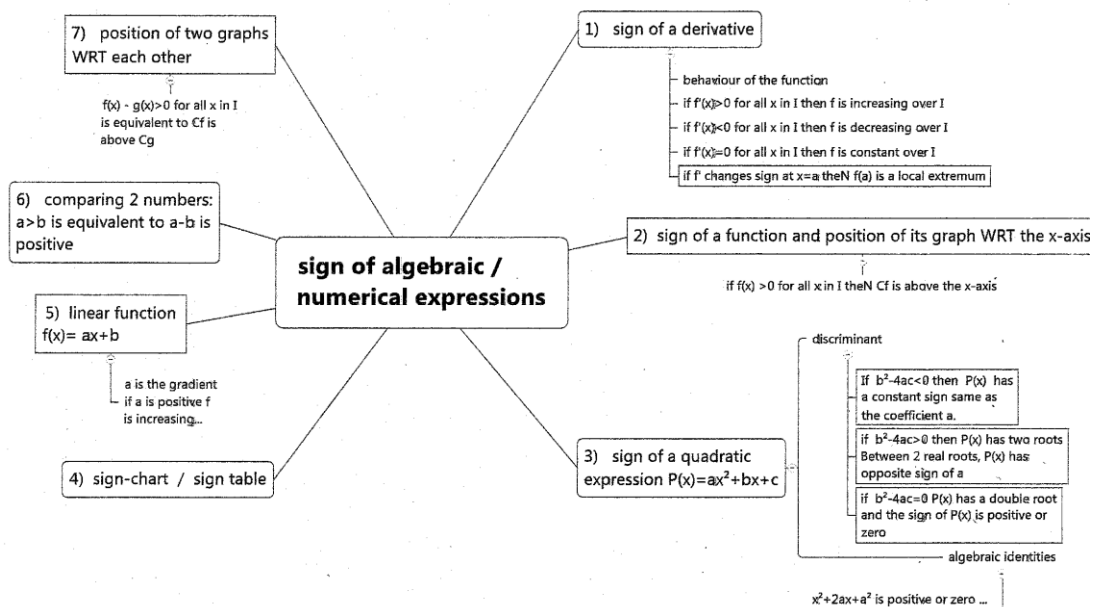 sign of algebraic /
numerical expressions
1) sign of a derivative
behaviour of the function
if f'(x)>0 for all x in I then f is increasing over I
if f'(x)<0 for all x in I then f is decreasing over I
if f'(x)=0 for all x in I then f is constant over I
if f' changes sign at x=a theN f(a) is a local extremum
2) sign of a function and position of its graph WRT the x-axis
if f(x) >0 for all x in I theN Cf is above the x-axis
3) sign of a quadratic
expression P(x)=ax²+bx+c
discriminant
If b²-4ac<0 then P(x) has
a constant sign same as
the coefficient a.
if b²-4ac>0 then P(x) has two roots
Between 2 real roots, P(x) has
opposite sign of a
if b²-4ac=0 P(x) has a double root
and the sign of P(x) is positive or
zero
algebraic identities
x²+2ax+a² is positive or zero ...
4) sign-chart / sign table
5) linear function
f(x)= ax+b
a is the gradient
if a is positive f
is increasing...
6) comparing 2 numbers:
a>b is equivalent to a-b is
positive
7) position of two graphs
WRT each other
f(x) - g(x)>0 for all x in I
is equivalent to Cf is
above Cg